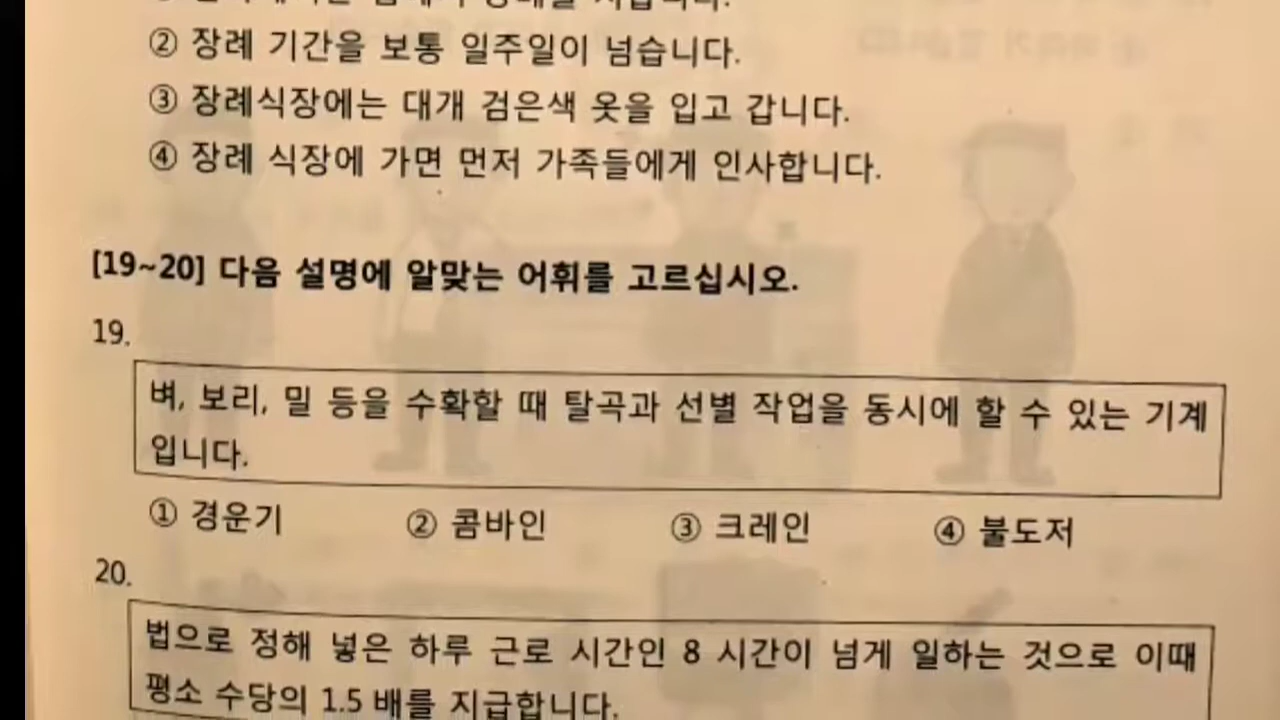 ② 장례 기간을 보통 일주일이 넘습니다.
③ 장례식장에는 대개 검은색 옷을 입고 갑니다.
④ 장례 식장에 가면 먼저 가족들에게 인사합니다.
[19~20] 다음 설명에 알맞는 어휘를 고르십시오.
19.
벼, 보리, 밀 등을 수확할 때 탈곡과 선별 작업을 동시에 할 수 있는 기계
입니다.
① 경운기 ② 콤바인 ③ 크레인 ④ 불도저
20.
법으로 정해 넣은 하루 근로 시간인 8 시간이 넘게 일하는 것으로 이때
평소 수당의 1.5 배를 지급합니다.